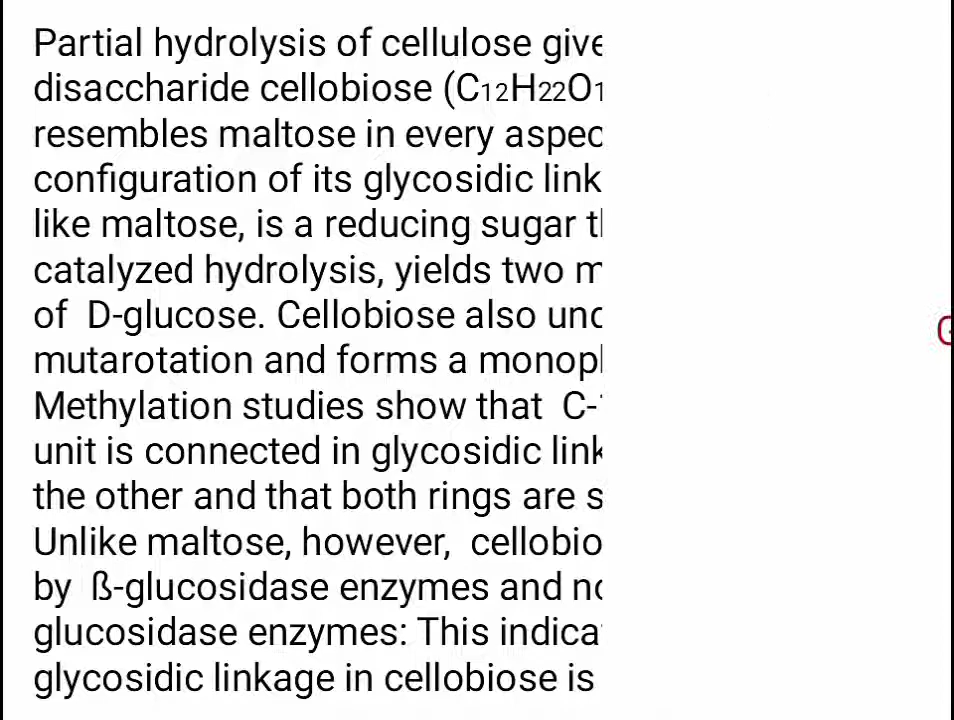 Partial hydrolysis of cellulose give
disaccharide cellobiose (C₁₂H₂₂O₁
resembles maltose in every aspec
configuration of its glycosidic link
like maltose, is a reducing sugar t
catalyzed hydrolysis, yields two m
of D-glucose. Cellobiose also und
mutarotation and forms a monop
Methylation studies show that C-
unit is connected in glycosidic link
the other and that both rings are s
Unlike maltose, however, cellobio
by ß-glucosidase enzymes and no
glucosidase enzymes: This indica
glycosidic linkage in cellobiose is